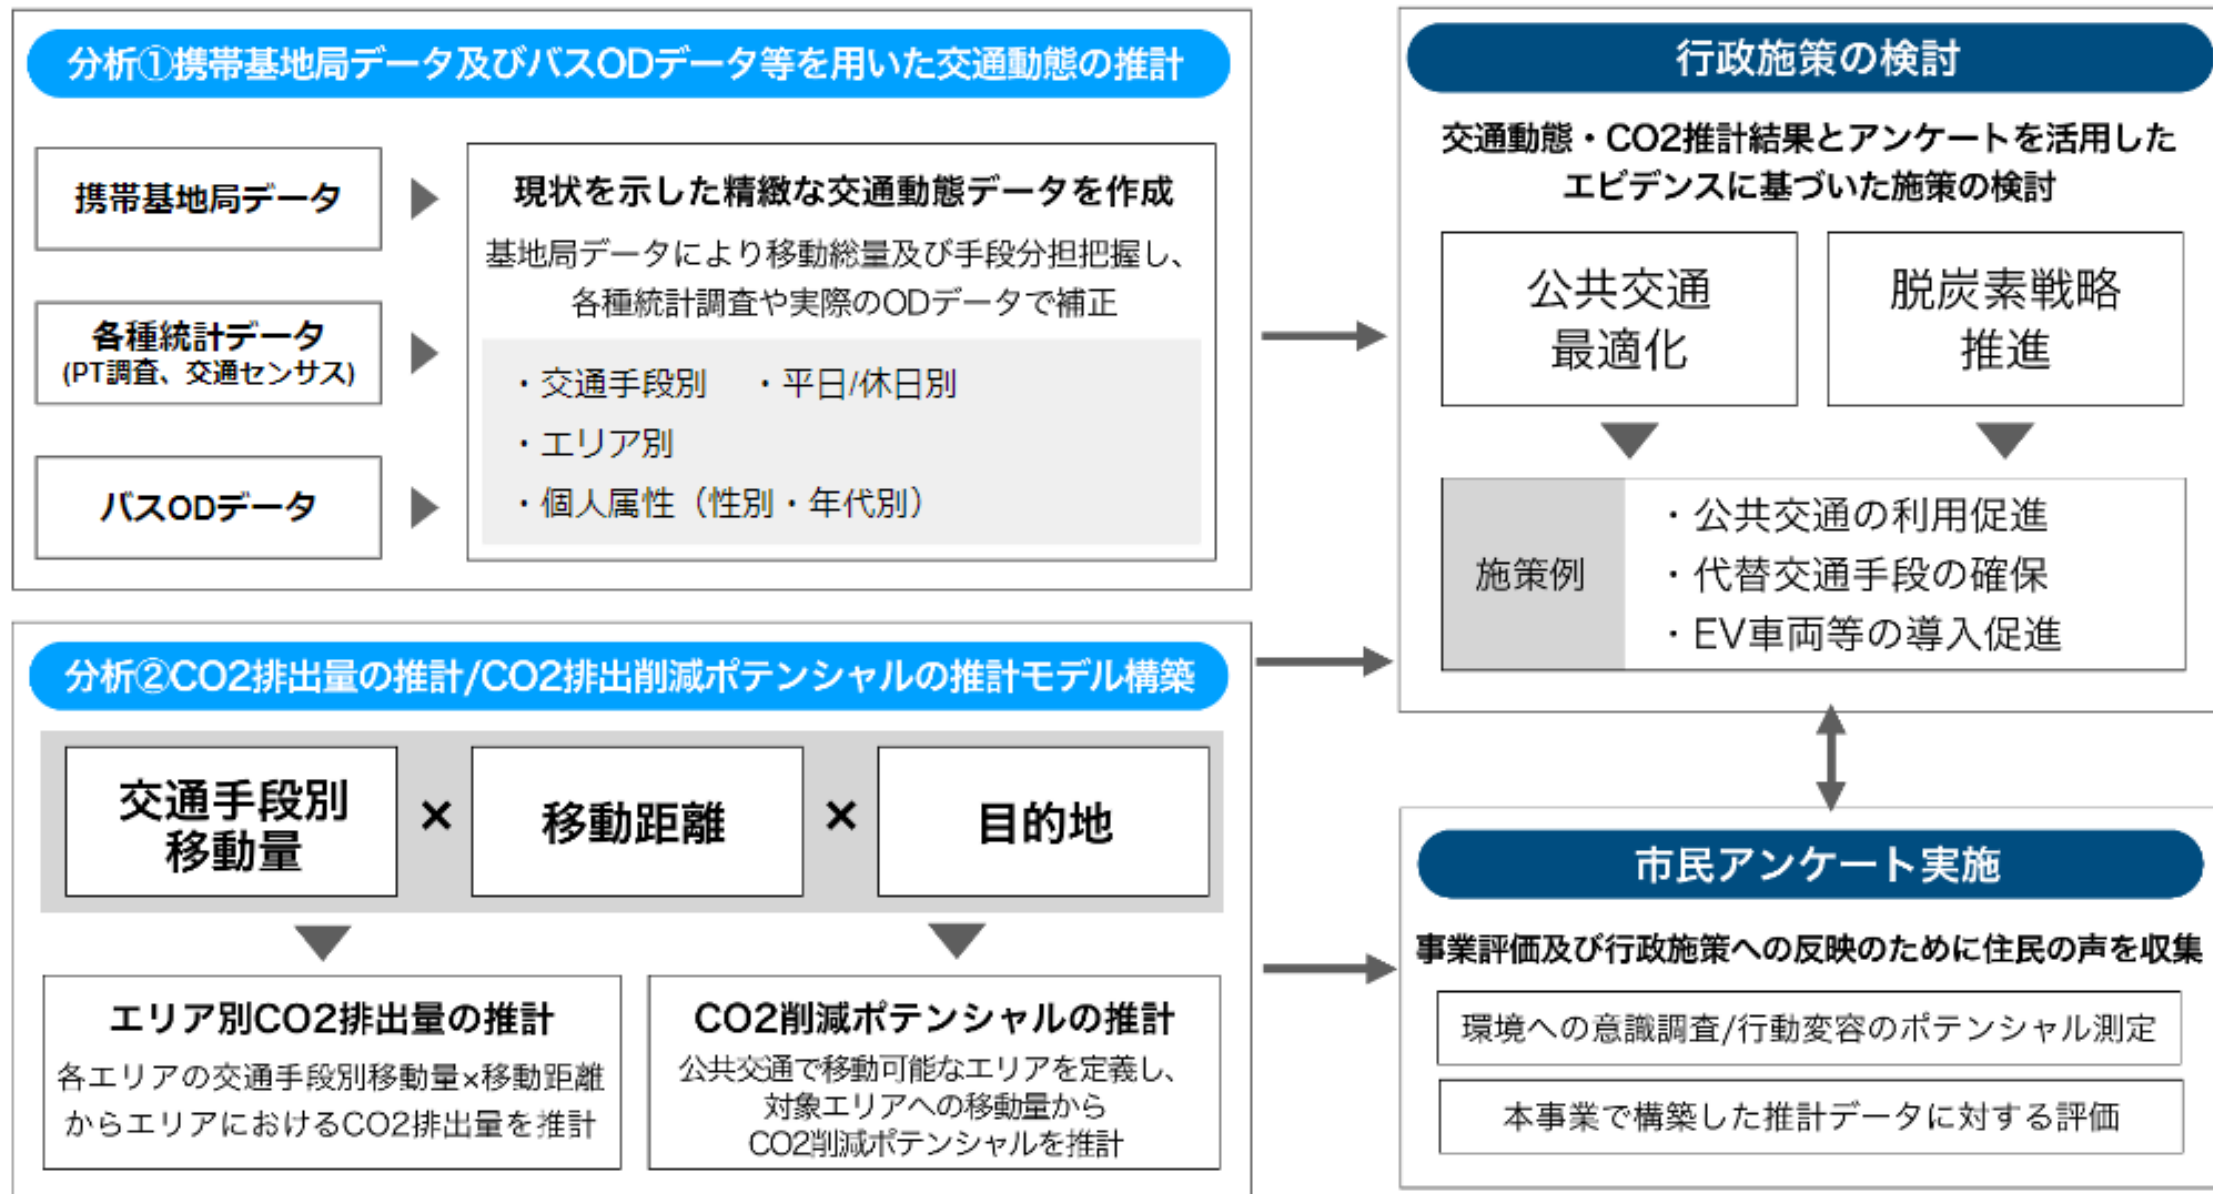 分析①携帯基地局データ及びバスODデータ等を用いた交通動態の推計
携帯基地局データ
各種統計データ
(PT調査、交通センサス)
バスODデータ
現状を示した精緻な交通動態データを作成
基地局データにより移動総量及び手段分担把握し、
各種統計調査や実際のODデータで補正
・交通手段別 ・平日/休日別
・エリア別
・個人属性（性別・年代別）
分析②CO2排出量の推計/CO2排出削減ポテンシャルの推計モデル構築
交通手段別
移動量
×
移動距離
×
目的地
エリア別CO2排出量の推計
各エリアの交通手段別移動量×移動距離
からエリアにおけるCO2排出量を推計
CO2削減ポテンシャルの推計
公共交通で移動可能なエリアを定義し、
対象エリアへの移動量から
CO2削減ポテンシャルを推計
行政施策の検討
交通動態・CO2推計結果とアンケートを活用した
エビデンスに基づいた施策の検討
公共交通
最適化
脱炭素戦略
推進
施策例
・公共交通の利用促進
・代替交通手段の確保
・EV車両等の導入促進
市民アンケート実施
事業評価及び行政施策への反映のために住民の声を収集
環境への意識調査/行動変容のポテンシャル測定
本事業で構築した推計データに対する評価